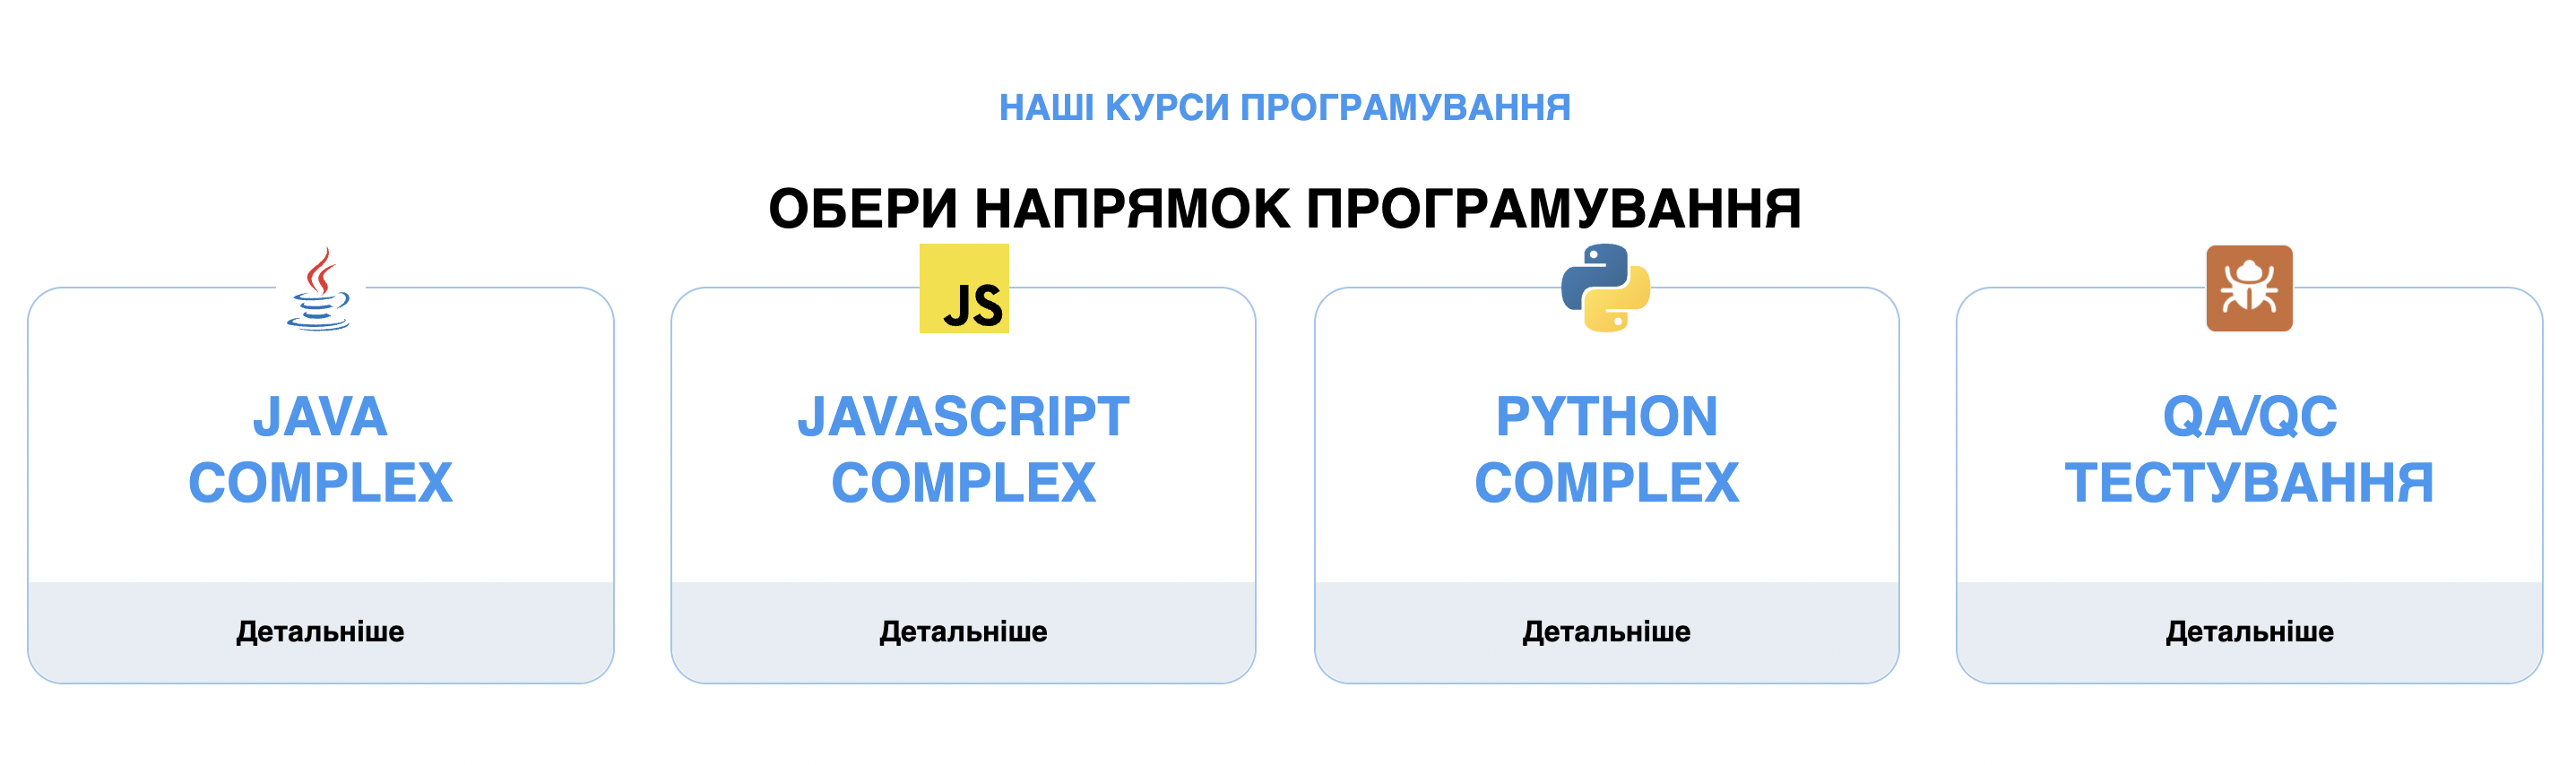 НАШІ КУРСИ ПРОГРАМУВАННЯ
ОБЕРИ НАПРЯМОК ПРОГРАМУВАННЯ
JAVA
COMPLEX
Детальніше
JS
JAVASCRIPT
COMPLEX
Детальніше
PYTHON
COMPLEX
Детальніше
QA/QC
ТЕСТУВАННЯ
Детальніше